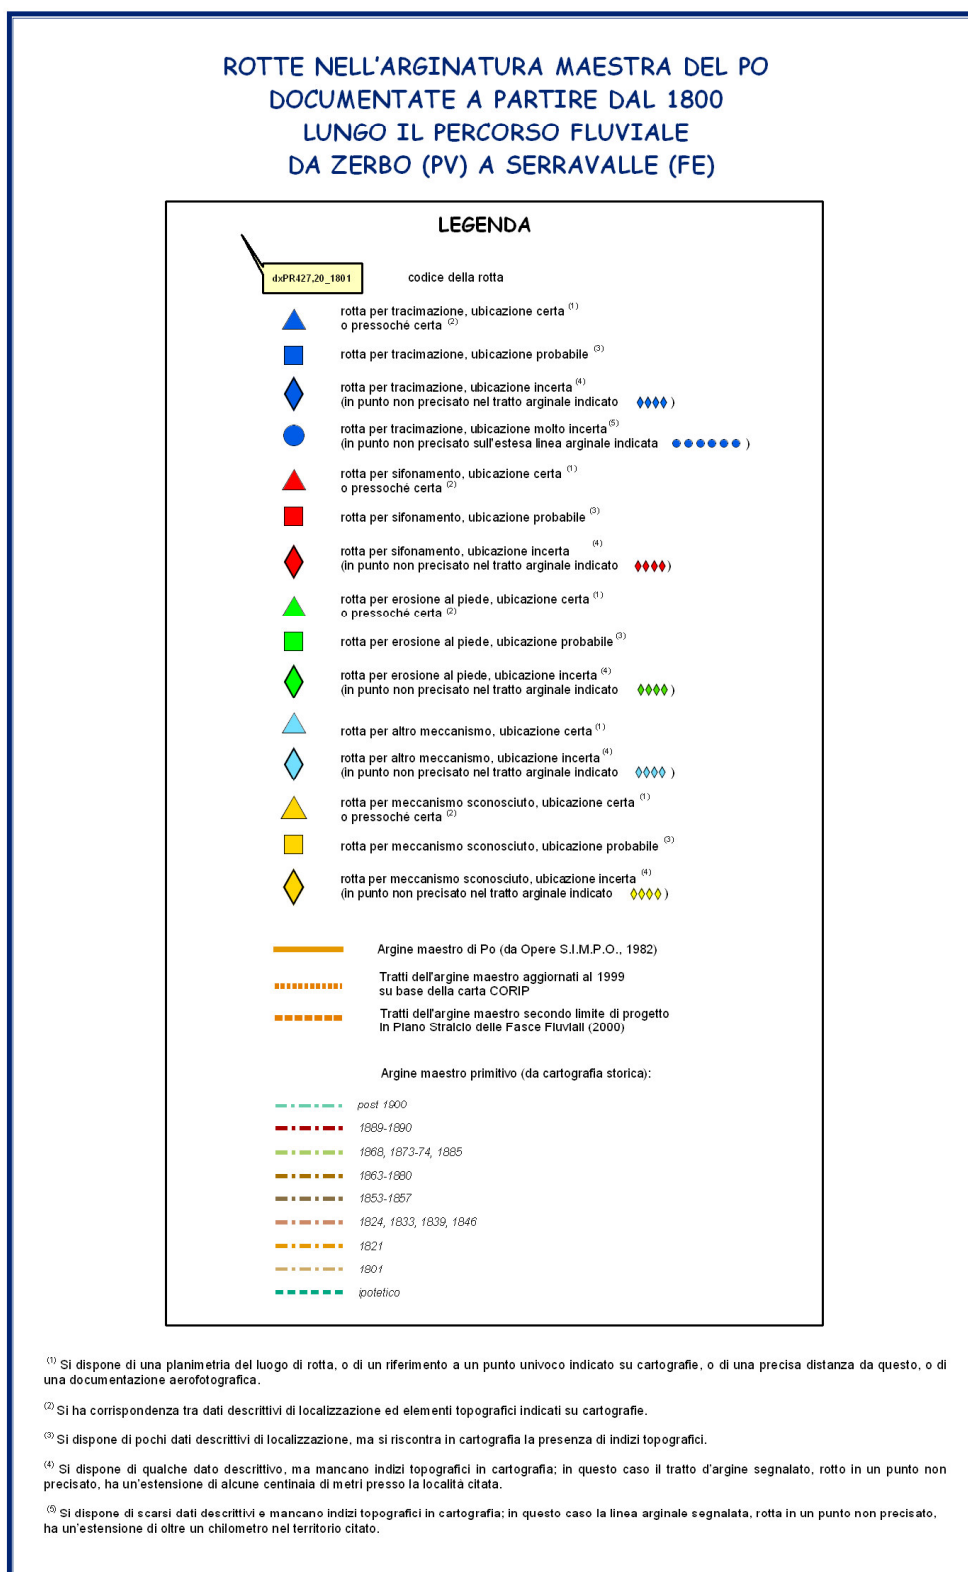 ROTTE NELL'ARGINATURA MAESTRA DEL PO
DOCUMENTATE A PARTIRE DAL 1800
LUNGO IL PERCORSO FLUVIALE
DA ZERBO (PV) A SERRAVALLE (FE)
LEGENDA
dxPR427,20_1801 codice della rotta
rotta per tracimazione, ubicazione certa (1)
o pressoché certa (2)
rotta per tracimazione, ubicazione probabile (3)
rotta per tracimazione, ubicazione incerta (4)
(in punto non precisato nel tratto arginale indicato )
rotta per tracimazione, ubicazione molto incerta (5)
(in punto non precisato sull'estesa linea arginale indicata )
rotta per sifonamento, ubicazione certa (1)
o pressoché certa (2)
rotta per sifonamento, ubicazione probabile (3)
rotta per sifonamento, ubicazione incerta (4)
(in punto non precisato nel tratto arginale indicato )
rotta per erosione al piede, ubicazione certa (1)
o pressoché certa (2)
rotta per erosione al piede, ubicazione probabile (3)
rotta per erosione al piede, ubicazione incerta (4)
(in punto non precisato nel tratto arginale indicato )
rotta per altro meccanismo, ubicazione certa (1)
rotta per altro meccanismo, ubicazione incerta (4)
(in punto non precisato nel tratto arginale indicato )
rotta per meccanismo sconosciuto, ubicazione certa (1)
o pressoché certa (2)
rotta per meccanismo sconosciuto, ubicazione probabile (3)
rotta per meccanismo sconosciuto, ubicazione incerta (4)
(in punto non precisato nel tratto arginale indicato )
Argine maestro di Po (da Opere S.I.M.P.O., 1982)
Tratti dell'argine maestro aggiornati al 1999
su base della carta CORIP
Tratti dell'argine maestro secondo limite di progetto
in Piano Stralcio delle Fasce Fluviali (2000)
Argine maestro primitivo (da cartografia storica):
post 1900
1889-1890
1868, 1873-74, 1885
1863-1880
1853-1857
1824, 1833, 1839, 1846
1821
1801
ipotetico
(1) Si dispone di una planimetria del luogo di rotta, o di un riferimento a un punto univoco indicato su cartografie, o di una precisa distanza da questo, o di
una documentazione aerofotografica.
(2) Si ha corrispondenza tra dati descrittivi di localizzazione ed elementi topografici indicati su cartografie.
(3) Si dispone di pochi dati descrittivi di localizzazione, ma si riscontra in cartografia la presenza di indizi topografici.
(4) Si dispone di qualche dato descrittivo, ma mancano indizi topografici in cartografia; in questo caso il tratto d'argine segnalato, rotto in un punto non
precisato, ha un'estensione di alcune centinaia di metri presso la località citata.
(5) Si dispone di scarsi dati descrittivi e mancano indizi topografici in cartografia; in questo caso la linea arginale segnalata, rotta in un punto non precisato,
ha un'estensione di oltre un chilometro nel territorio citato.